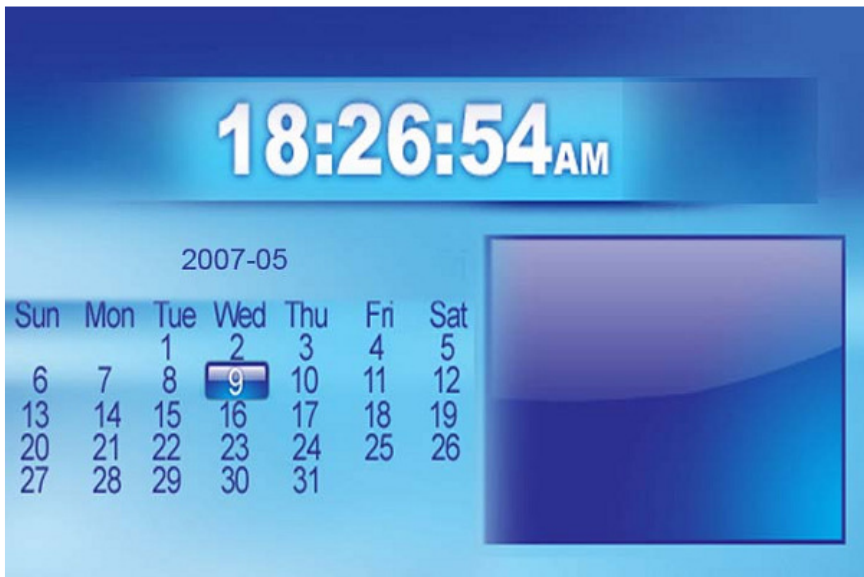 18:26:54AM
2007-05
Sun Mon Tue Wed Thu Fri Sat
1 2 3 4 5
6 7 8 9 10 11 12
13 14 15 16 17 18 19
20 21 22 23 24 25 26
27 28 29 30 31